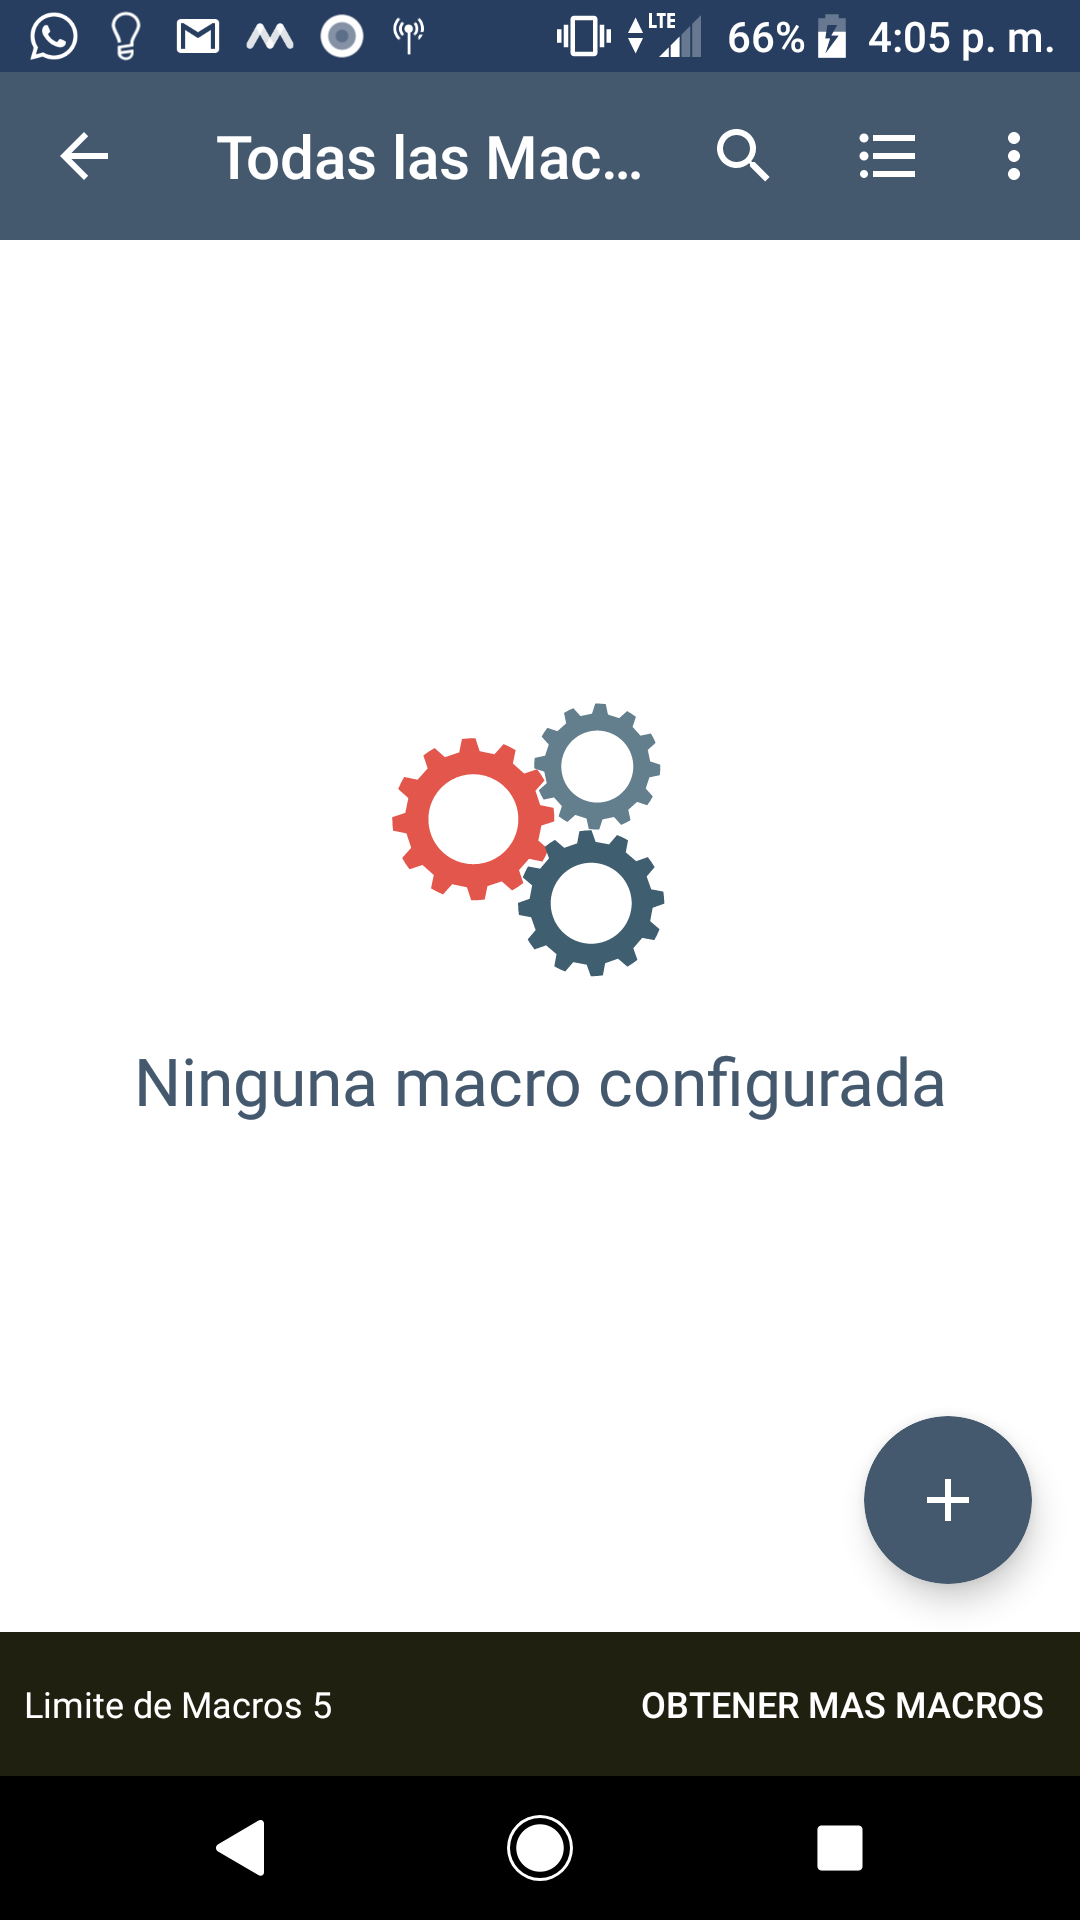 LTE 66% 4:05 p. m.
Todas las Mac...
Ninguna macro configurada
Limite de Macros 5 OBTENER MAS MACROS